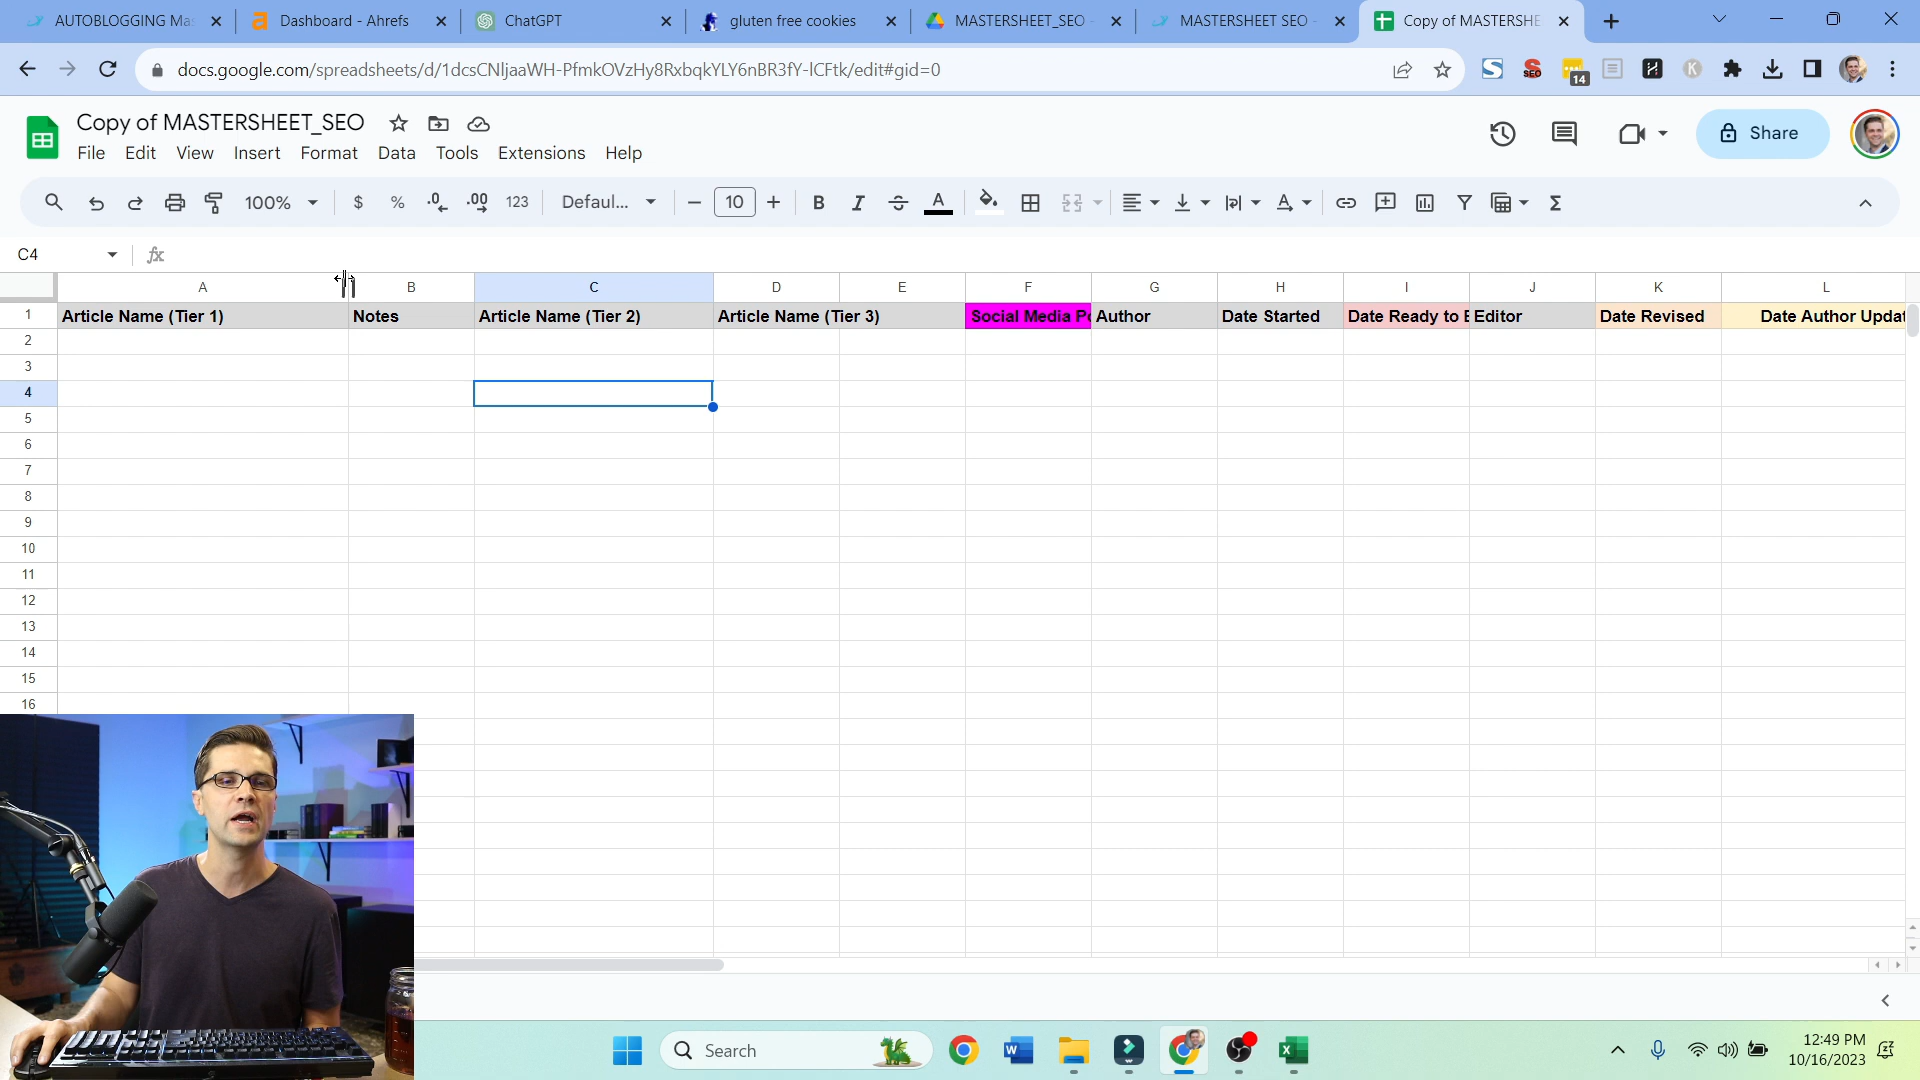 AUTOBLOGGING Mas
Dashboard - Ahrefs
ChatGPT
gluten free cookies
MASTERSHEET_SEO -
MASTERSHEET SEO -
Copy of MASTERSHE
docs.google.com/spreadsheets/d/1dcsCNljaaWH-PfmkOVzHy8RxbqkYLY6nBR3fY-lCFtk/edit#gid=0
SEO
14
K
Copy of MASTERSHEET_SEO
File Edit View Insert Format Data Tools Extensions Help
Share
100% $ % .0 .00 123 Defaul... 10 B I A
C4
fx
A B C D E F G H I J K L
1 Article Name (Tier 1) Notes Article Name (Tier 2) Article Name (Tier 3) Social Media Po Author Date Started Date Ready to E Editor Date Revised Date Author Updat
2
3
4
5
6
7
8
9
10
11
12
13
14
15
16
Search
12:49 PM
10/16/2023